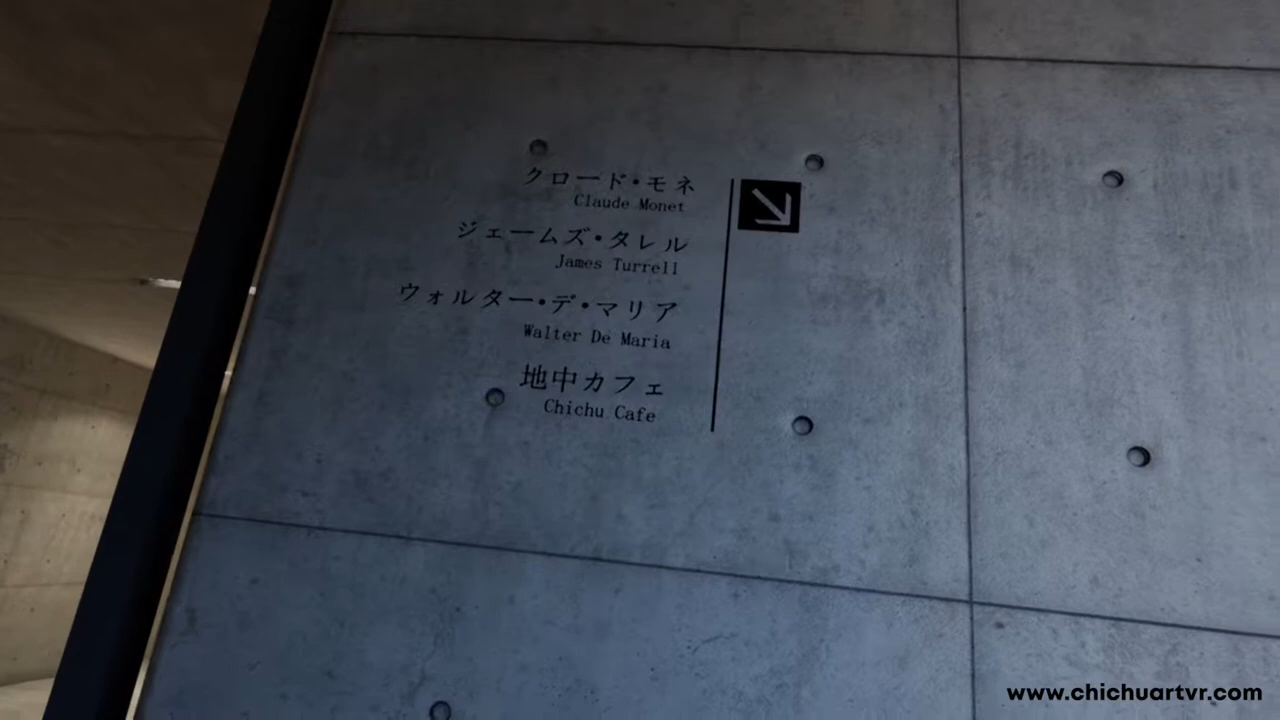 クロード・モネ
Claude Monet
ジェームズ・タレル
James Turrell
ウォルター・デ・マリア
Walter De Maria
地中カフェ
Chichu Cafe
www.chichuartvr.com